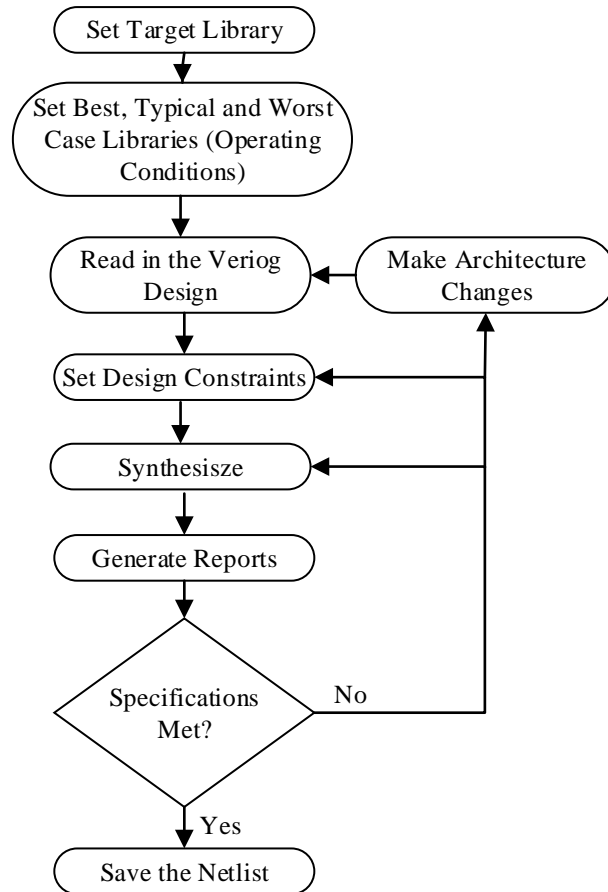 Set Target Library
Set Best, Typical and Worst
Case Libraries (Operating
Conditions)
Read in the Veriog
Design
Make Architecture
Changes
Set Design Constraints
Synthesisze
Generate Reports
Specifications
Met?
No
Yes
Save the Netlist